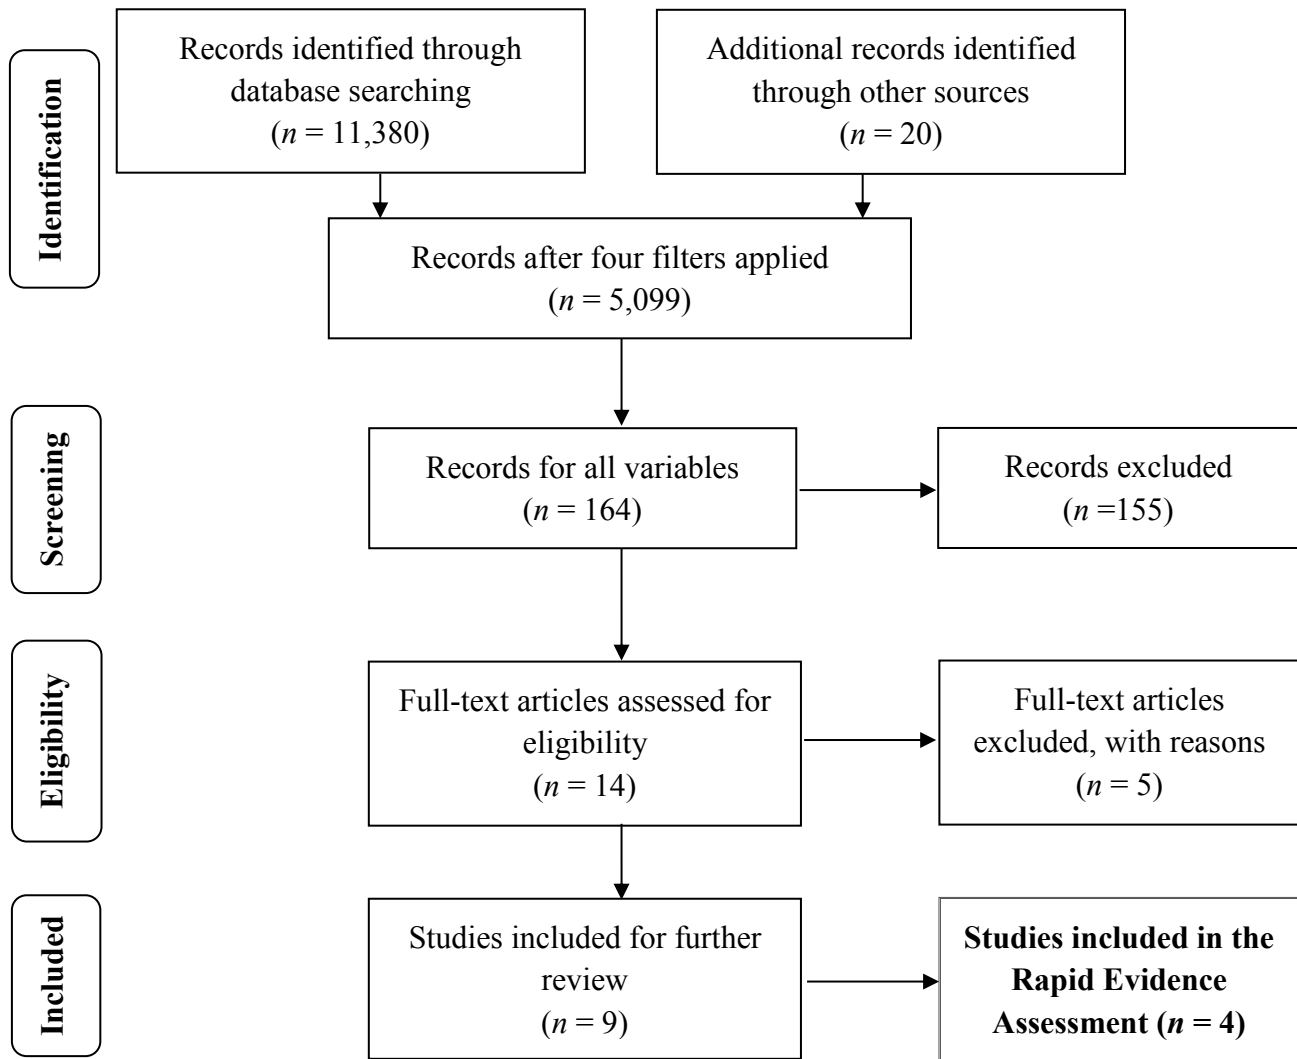 Identification
Records identified through
database searching
(n = 11,380)
Additional records identified
through other sources
(n = 20)
Records after four filters applied
(n = 5,099)
Screening
Records for all variables
(n = 164)
Records excluded
(n =155)
Eligibility
Full-text articles assessed for
eligibility
(n = 14)
Full-text articles
excluded, with reasons
(n = 5)
Included
Studies included for further
review
(n = 9)
Studies included in the
Rapid Evidence
Assessment (n = 4)